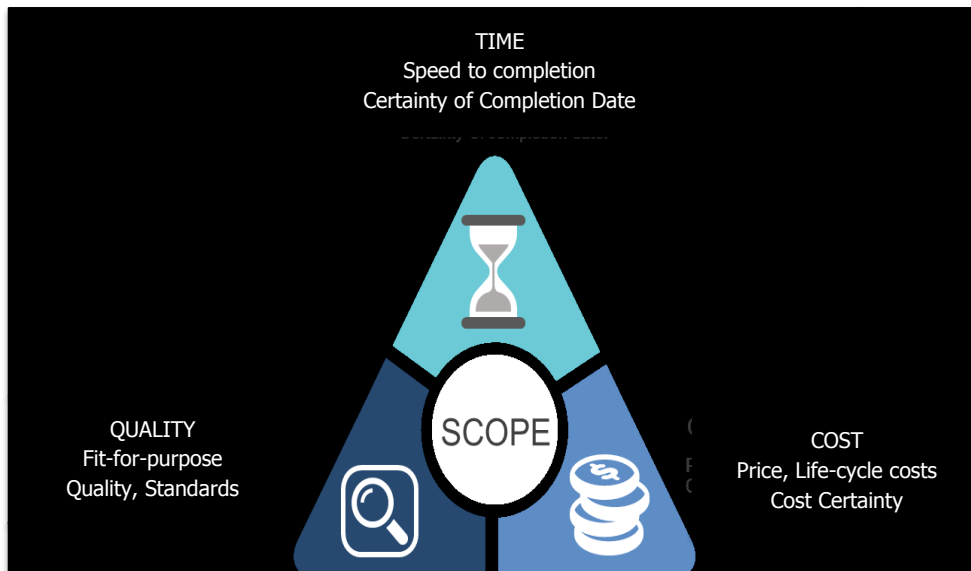 TIME
Speed to completion
Certainty of Completion Date
SCOPE
QUALITY
Fit-for-purpose
Quality, Standards
COST
Price, Life-cycle costs
Cost Certainty